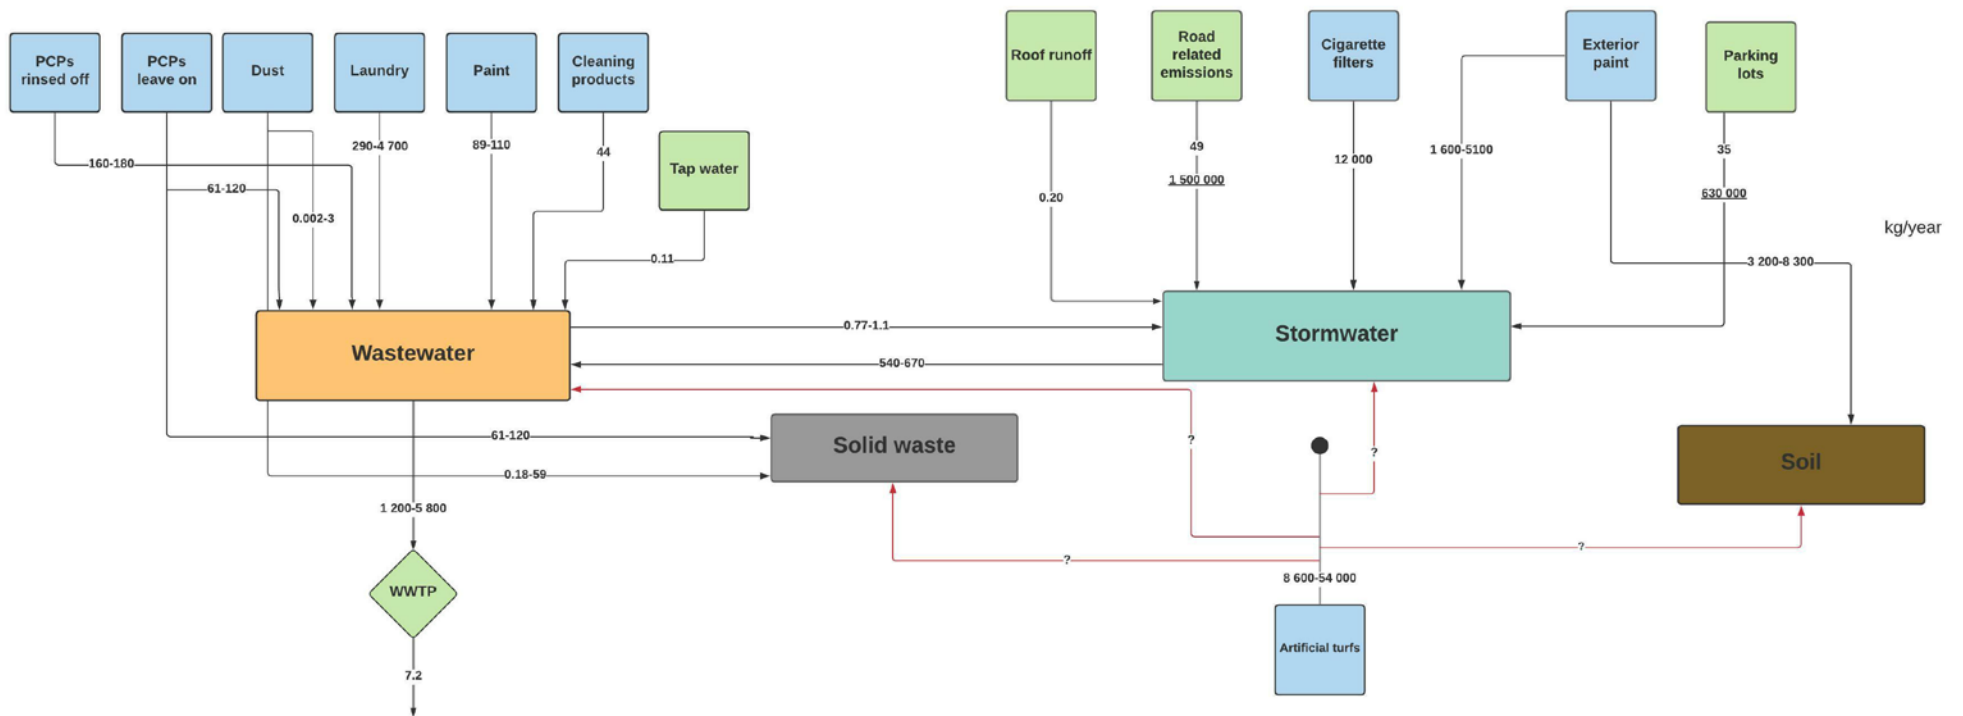 PCPs
rinsed off
PCPs
leave on
Dust
Laundry
Paint
Cleaning
products
Tap water
Roof runoff
Road
related
emissions
Cigarette
filters
Exterior
paint
Parking
lots
160-180
61-120
0.002-3
290-4 700
89-110
44
0.11
0.20
49
1 500 000
12 000
1 600-5100
35
630 000
kg/year
3 200-8 300
Wastewater
0.77-1.1
540-670
Stormwater
61-120
0.18-59
Solid waste
?
?
Soil
1 200-5 800
?
?
8 600-54 000
WWTP
Artificial turfs
7.2